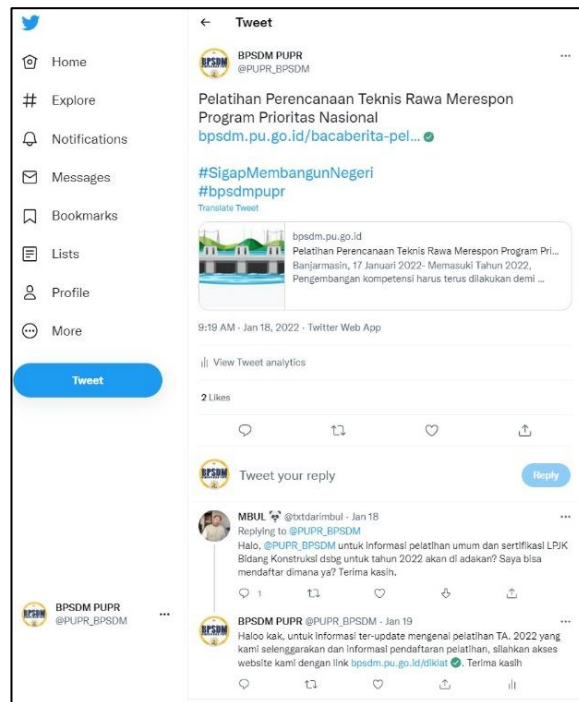 Home
Explore
Notifications
Messages
Bookmarks
Lists
Profile
More
Tweet
BPSDM PUPR
@PUPR_BPSDM
...
← Tweet
BPSDM
BPSDM PUPR
@PUPR_BPSDM
...
Pelatihan Perencanaan Teknis Rawa Merespon
Program Prioritas Nasional
bpsdm.pu.go.id/bacaberita-pel...
#SigapMembangunNegeri
#bpsdmpupr
Translate Tweet
bpsdm.pu.go.id
Pelatihan Perencanaan Teknis Rawa Merespon Program Pri...
Banjarmasin, 17 Januari 2022- Memasuki Tahun 2022,
Pengembangan kompetensi harus terus dilakukan demi ...
9:19 AM · Jan 18, 2022 · Twitter Web App
View Tweet analytics
2 Likes
BPSDM
Tweet your reply
Reply
MBUL @txtdarimbul · Jan 18
...
Replying to @PUPR_BPSDM
Halo, @PUPR_BPSDM untuk informasi pelatihan umum dan sertifikasi LPJK
Bidang Konstruksi dsbg untuk tahun 2022 akan di adakan? Saya bisa
mendaftar dimana ya? Terima kasih.
1
BPSDM
BPSDM PUPR @PUPR_BPSDM · Jan 19
...
Haloo kak, untuk informasi ter-update mengenai pelatihan TA. 2022 yang
kami selenggarakan dan informasi pendaftaran pelatihan, silahkan akses
website kami dengan link bpsdm.pu.go.id/diklat . Terima kasih